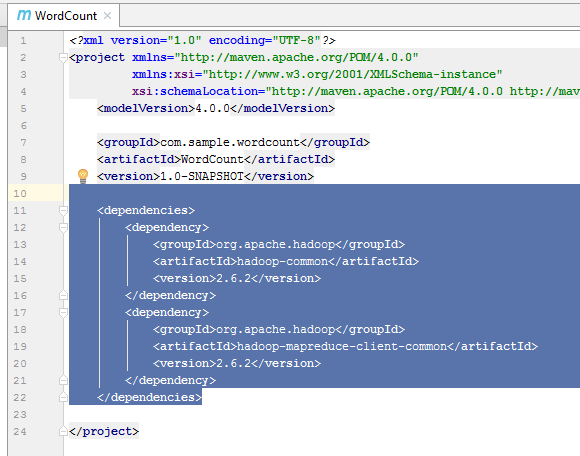 WordCount
1 <?xml version="1.0" encoding="UTF-8"?>
2 <project xmlns="http://maven.apache.org/POM/4.0.0"
3 xmlns:xsi="http://www.w3.org/2001/XMLSchema-instance"
4 xsi:schemaLocation="http://maven.apache.org/POM/4.0.0 http://mav
5 <modelVersion>4.0.0</modelVersion>
6
7 <groupId>com.sample.wordcount</groupId>
8 <artifactId>WordCount</artifactId>
9 <version>1.0-SNAPSHOT</version>
10
11 <dependencies>
12 <dependency>
13 <groupId>org.apache.hadoop</groupId>
14 <artifactId>hadoop-common</artifactId>
15 <version>2.6.2</version>
16 </dependency>
17 <dependency>
18 <groupId>org.apache.hadoop</groupId>
19 <artifactId>hadoop-mapreduce-client-common</artifactId>
20 <version>2.6.2</version>
21 </dependency>
22 </dependencies>
23
24 </project>